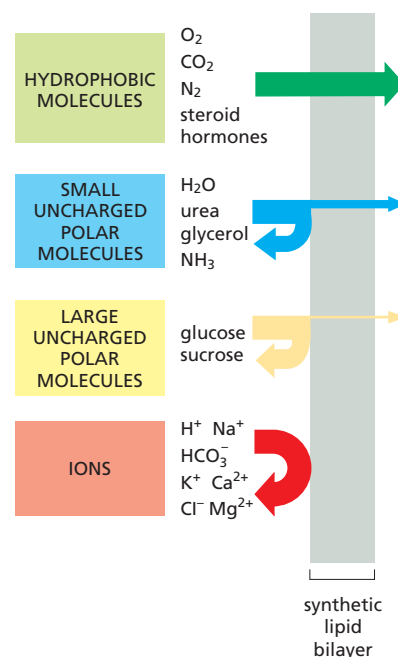 HYDROPHOBIC
MOLECULES
O₂
CO₂
N₂
steroid
hormones
SMALL
UNCHARGED
POLAR
MOLECULES
H₂O
urea
glycerol
NH₃
LARGE
UNCHARGED
POLAR
MOLECULES
glucose
sucrose
IONS
H⁺ Na⁺
HCO₃⁻
K⁺ Ca²⁺
Cl⁻ Mg²⁺
synthetic
lipid
bilayer